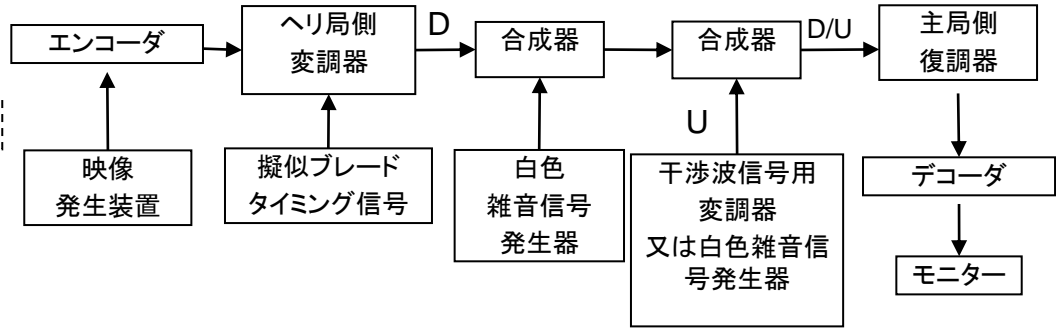 エンコーダ
ヘリ局側
変調器
D
合成器
合成器
D/U
主局側
復調器
映像
発生装置
擬似ブレード
タイミング信号
白色
雑音信号
発生器
U
干渉波信号用
変調器
又は白色雑音信
号発生器
デコーダ
モニター